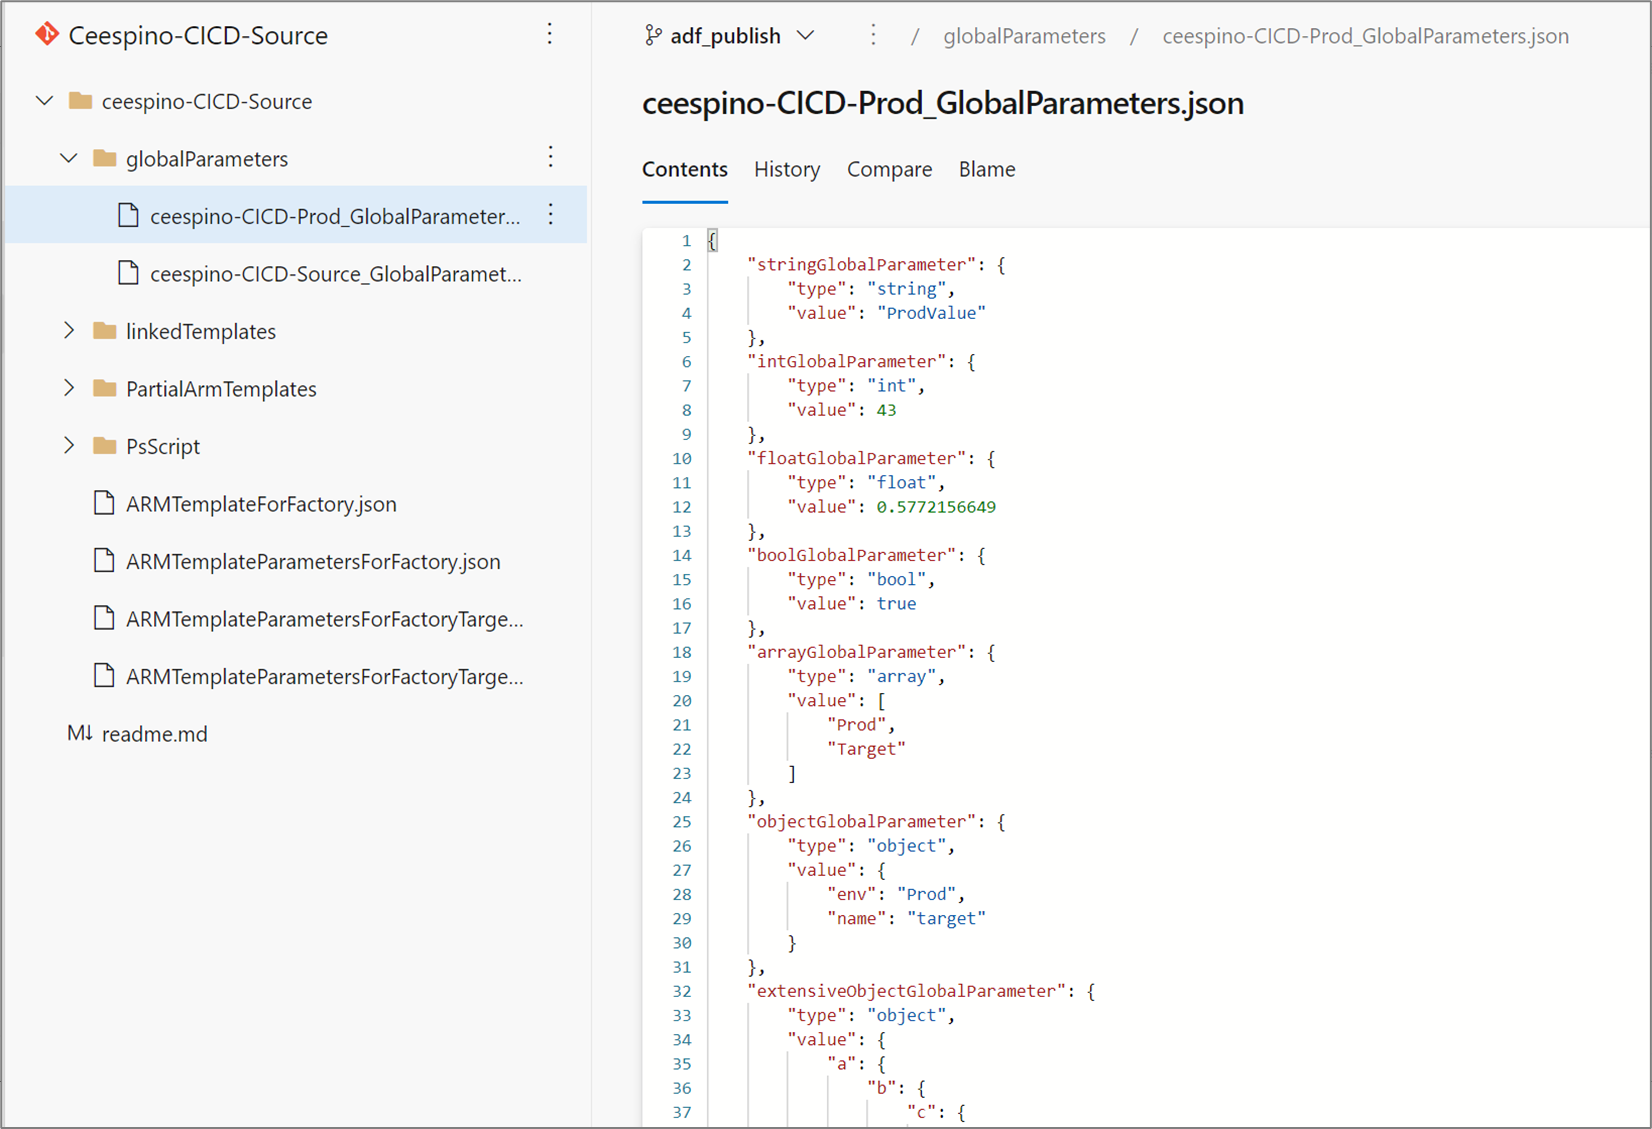 Ceespino-CICD-Source
ceespino-CICD-Source
globalParameters
ceespino-CICD-Prod_GlobalParameter...
ceespino-CICD-Source_GlobalParamet...
linkedTemplates
PartialArmTemplates
PsScript
ARMTemplateForFactory.json
ARMTemplateParametersForFactory.json
ARMTemplateParametersForFactoryTarge...
ARMTemplateParametersForFactoryTarge...
M↓ readme.md
adf_publish / globalParameters / ceespino-CICD-Prod_GlobalParameters.json
ceespino-CICD-Prod_GlobalParameters.json
Contents History Compare Blame
1 {
2 "stringGlobalParameter": {
3 "type": "string",
4 "value": "ProdValue"
5 },
6 "intGlobalParameter": {
7 "type": "int",
8 "value": 43
9 },
10 "floatGlobalParameter": {
11 "type": "float",
12 "value": 0.5772156649
13 },
14 "boolGlobalParameter": {
15 "type": "bool",
16 "value": true
17 },
18 "arrayGlobalParameter": {
19 "type": "array",
20 "value": [
21 "Prod",
22 "Target"
23 ]
24 },
25 "objectGlobalParameter": {
26 "type": "object",
27 "value": {
28 "env": "Prod",
29 "name": "target"
30 }
31 },
32 "extensiveObjectGlobalParameter": {
33 "type": "object",
34 "value": {
35 "a": {
36 "b": {
37 "c": {